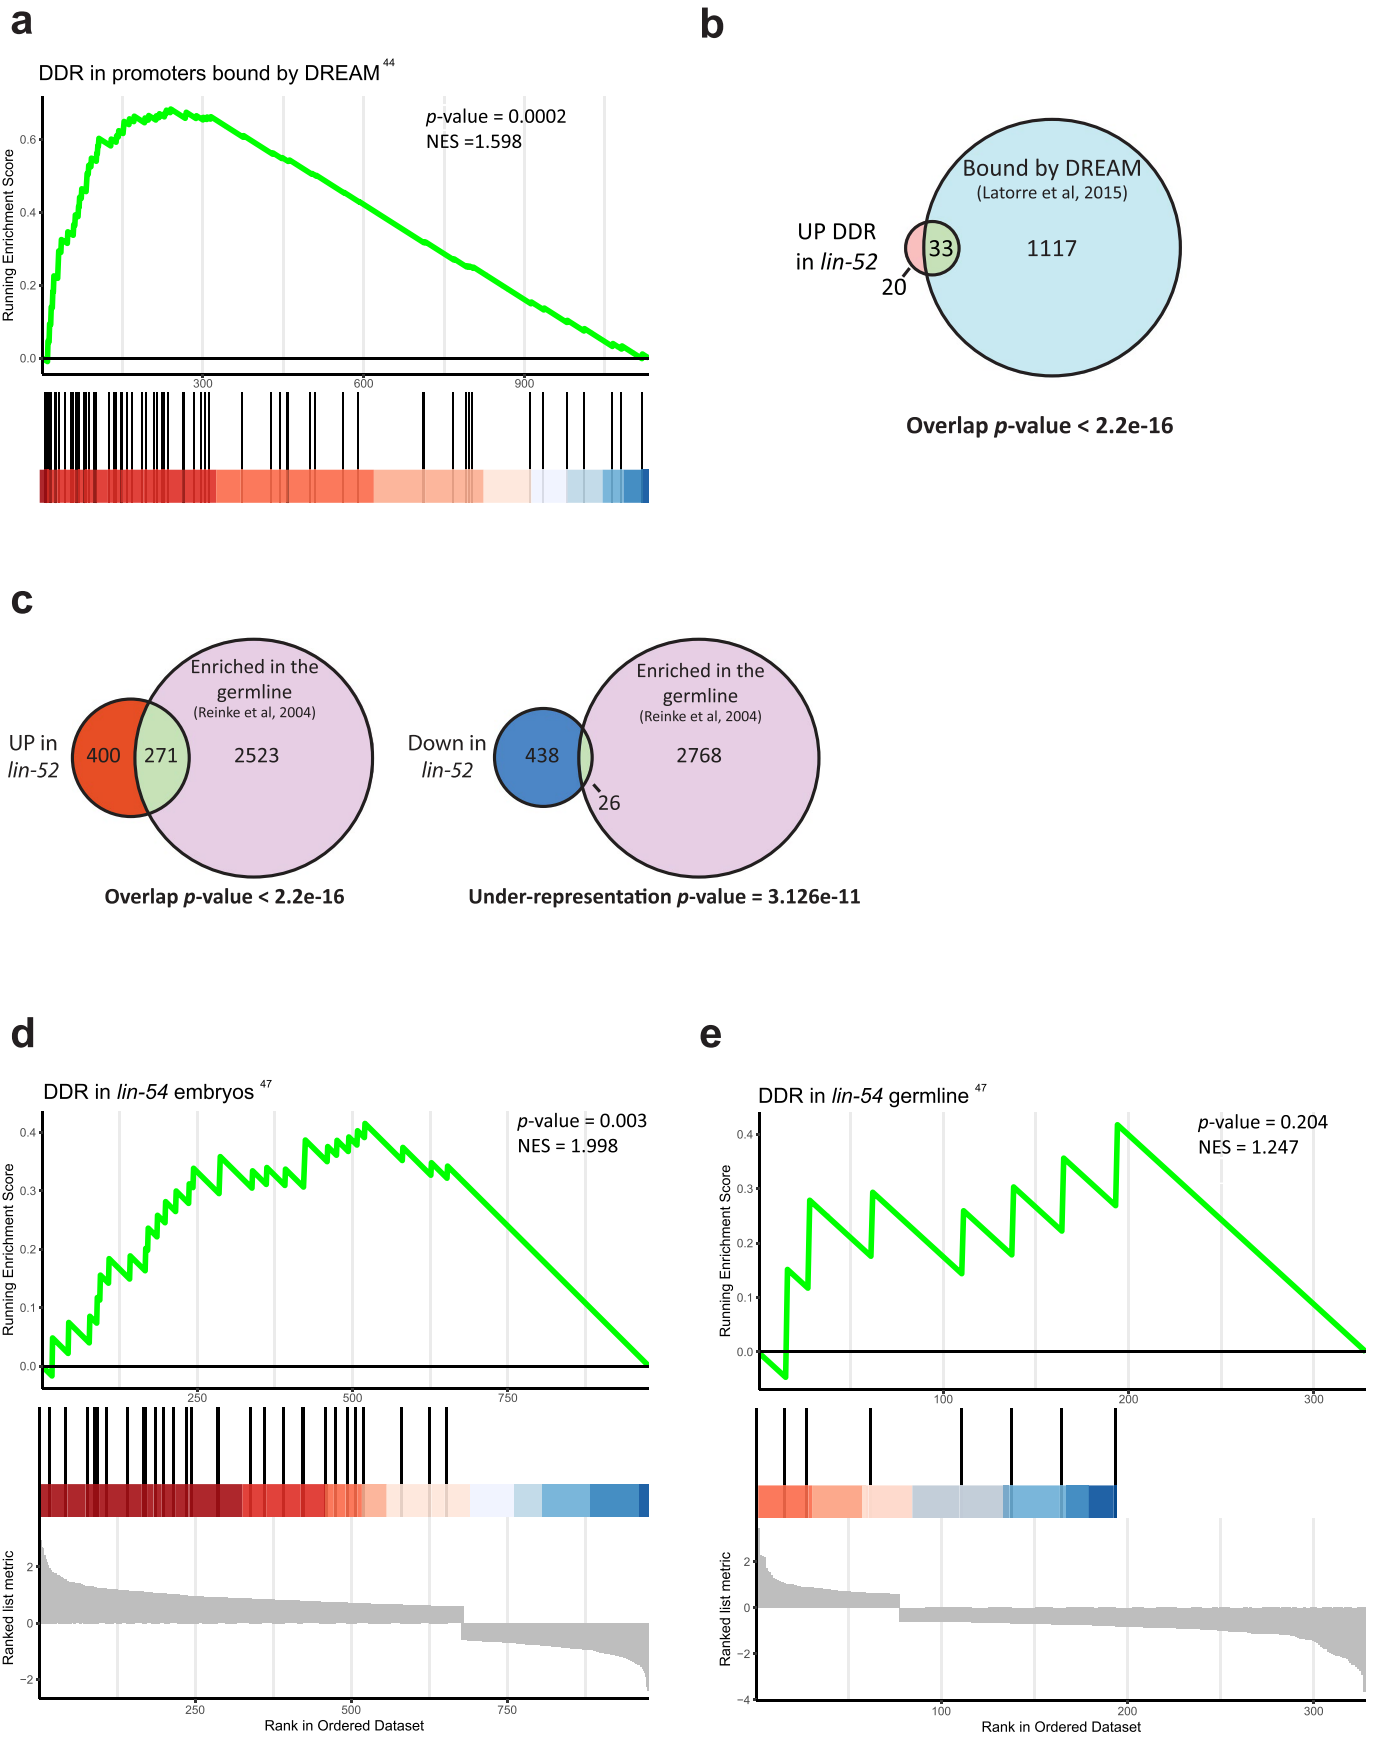 a
DDR in promoters bound by DREAM 44
p-value = 0.0002
NES =1.598
Running Enrichment Score
0.6
0.4
0.2
0.0
300
600
900
b
Bound by DREAM
(Latorre et al, 2015)
UP DDR
in lin-52
33
1117
20
Overlap p-value < 2.2e-16
c
Enriched in the
germline
(Reinke et al, 2004)
UP in
lin-52
400
271
2523
Overlap p-value < 2.2e-16
Enriched in the
germline
(Reinke et al, 2004)
Down in
lin-52
438
2768
26
Under-representation p-value = 3.126e-11
d
DDR in lin-54 embryos 47
p-value = 0.003
NES = 1.998
Running Enrichment Score
0.4
0.3
0.2
0.1
0.0
250
500
750
Ranked list metric
2
0
−2
250
500
750
Rank in Ordered Dataset
e
DDR in lin-54 germline 47
p-value = 0.204
NES = 1.247
Running Enrichment Score
0.4
0.3
0.2
0.1
0.0
100
200
300
Ranked list metric
2
0
−2
−4
100
200
300
Rank in Ordered Dataset